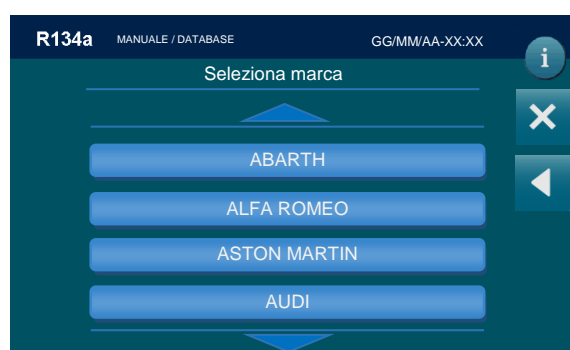 R134a MANUALE / DATABASE GG/MM/AA-XX:XX
i
Seleziona marca
ABARTH
ALFA ROMEO
ASTON MARTIN
AUDI